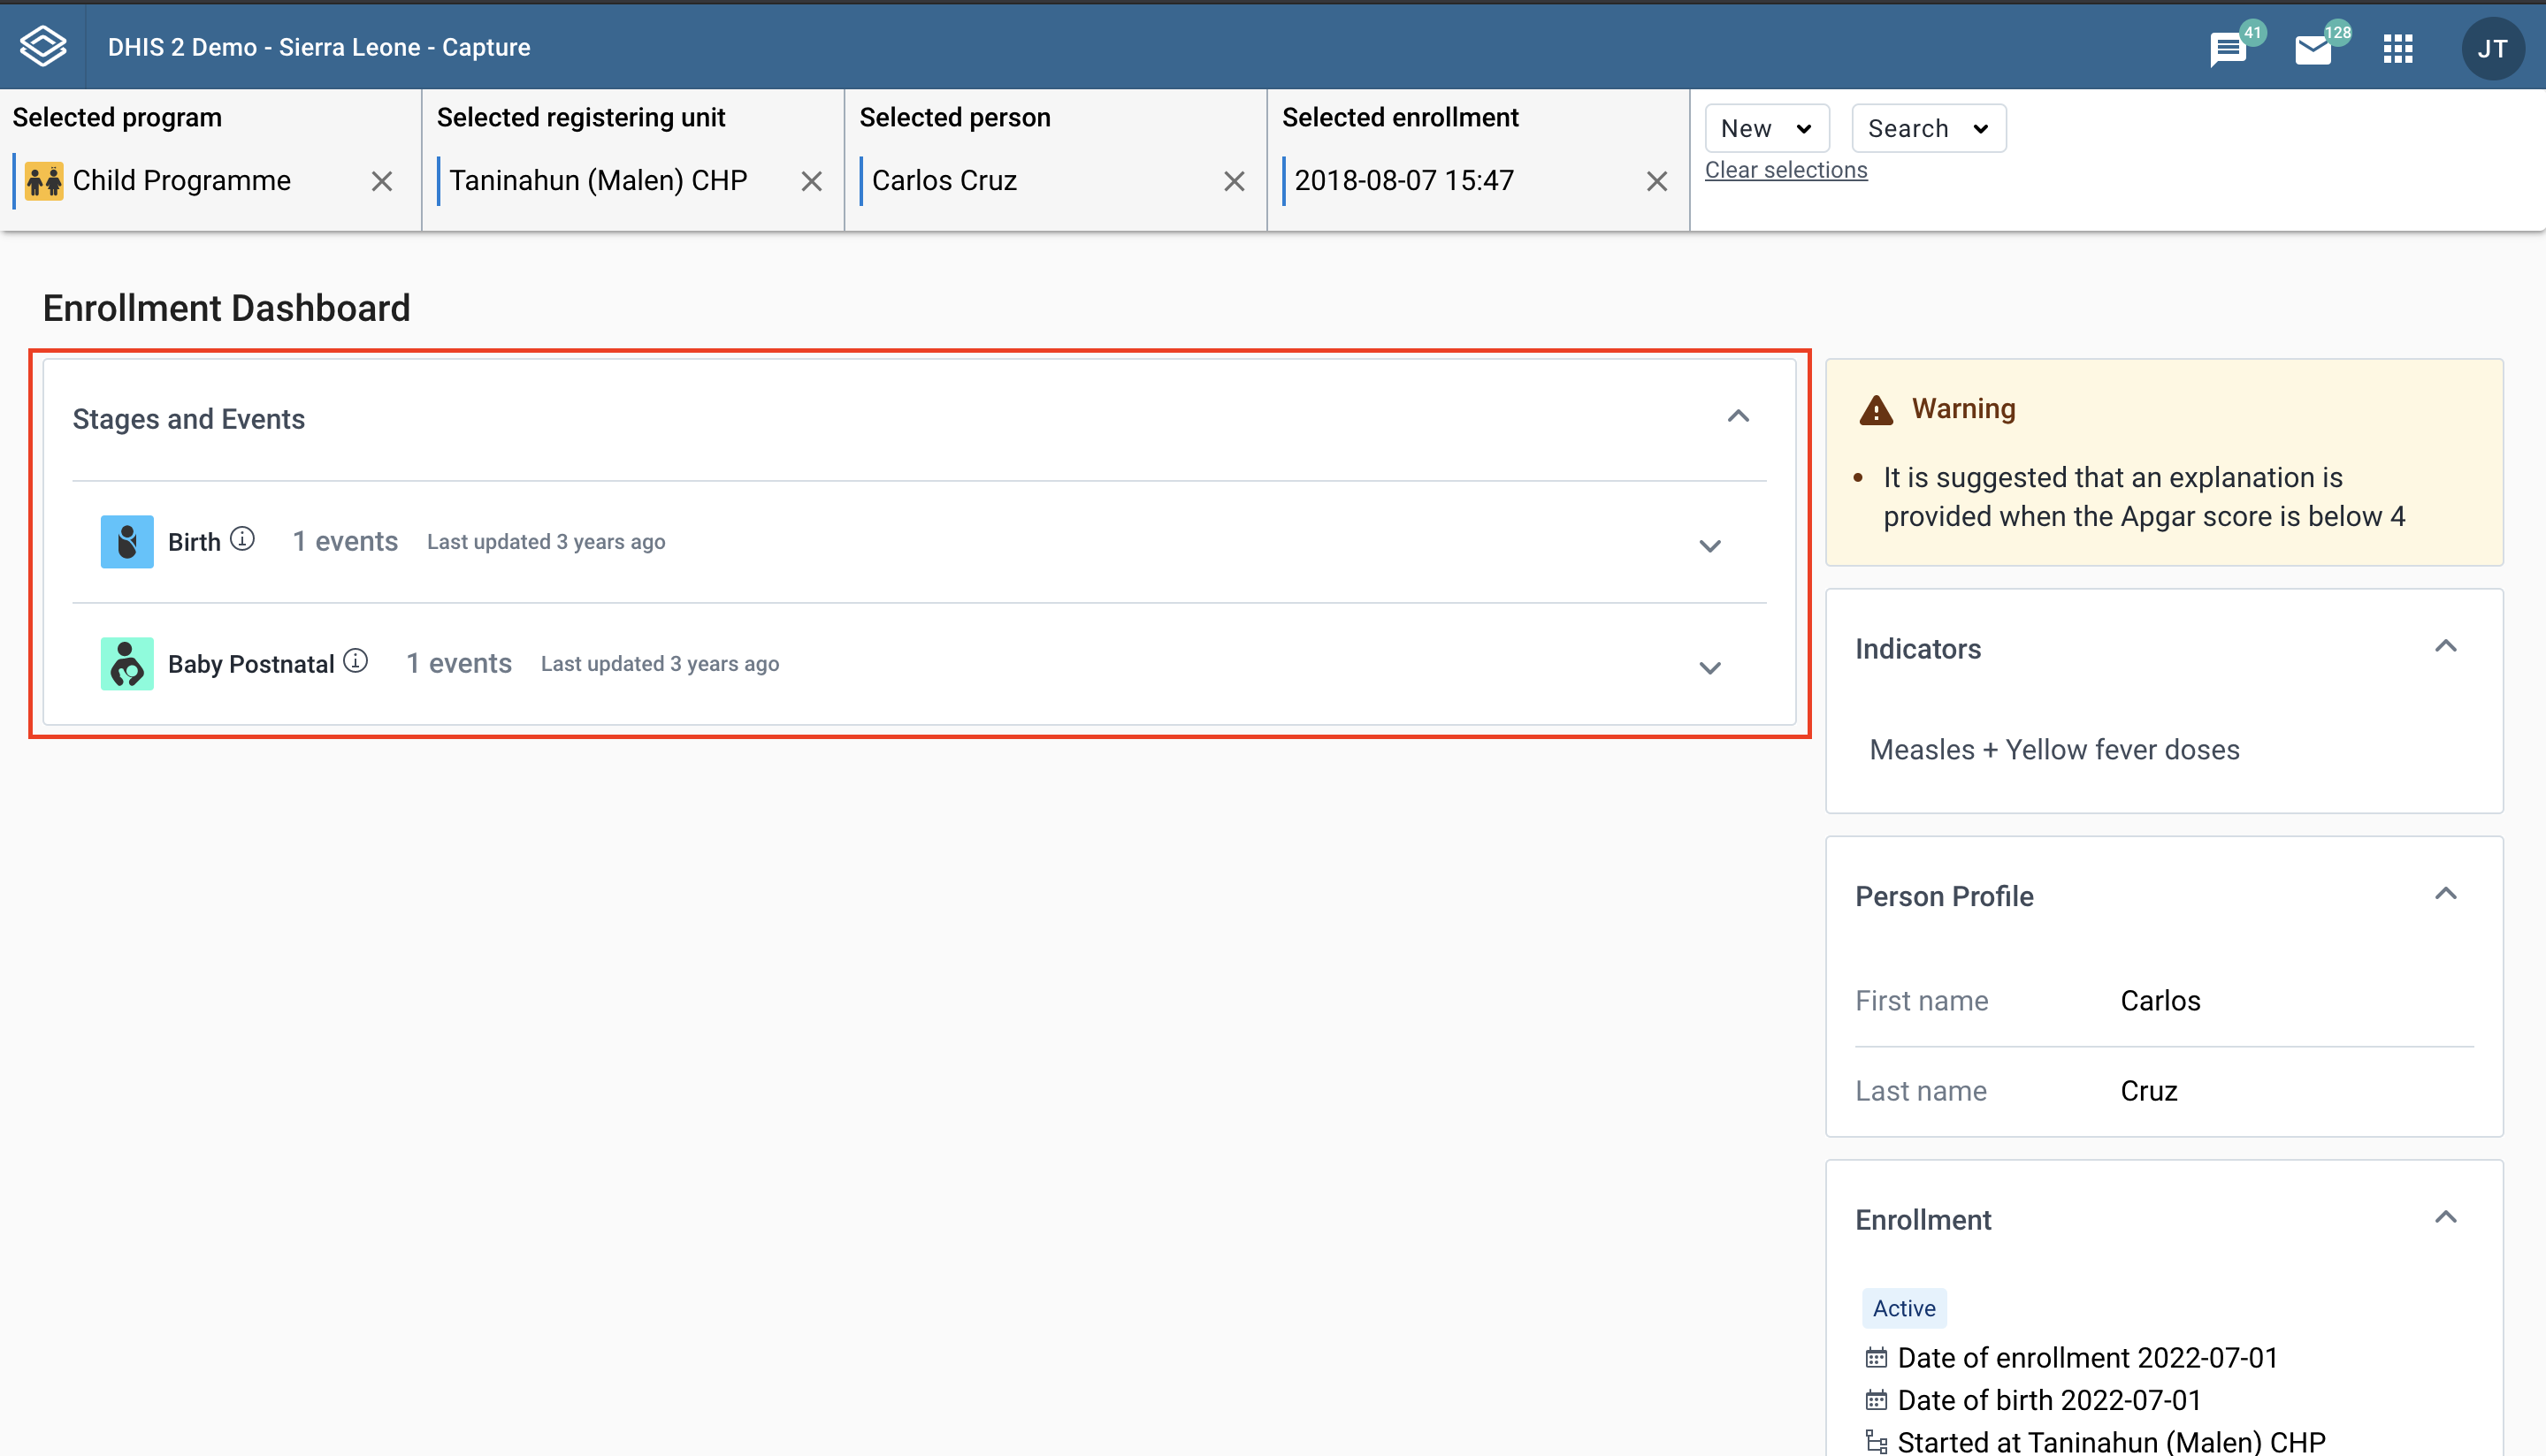 DHIS 2 Demo - Sierra Leone - Capture
41
128
JT
Selected program
Child Programme
Selected registering unit
Taninahun (Malen) CHP
Selected person
Carlos Cruz
Selected enrollment
2018-08-07 15:47
New
Search
Clear selections
Enrollment Dashboard
Stages and Events
Birth 1 events Last updated 3 years ago
Baby Postnatal 1 events Last updated 3 years ago
Warning
• It is suggested that an explanation is
provided when the Apgar score is below 4
Indicators
Measles + Yellow fever doses
Person Profile
First name Carlos
Last name Cruz
Enrollment
Active
Date of enrollment 2022-07-01
Date of birth 2022-07-01
Started at Taninahun (Malen) CHP